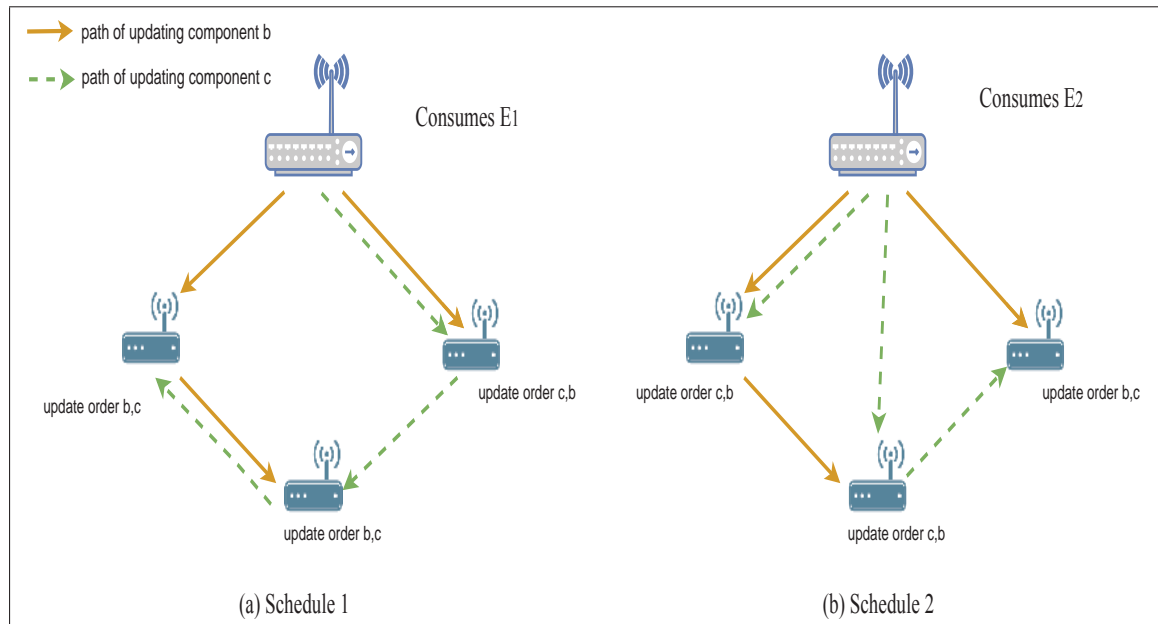 path of updating component b
path of updating component c
Consumes E1
Consumes E2
update order b,c
update order c,b
update order b,c
update order c,b
update order b,c
update order c,b
(a) Schedule 1
(b) Schedule 2